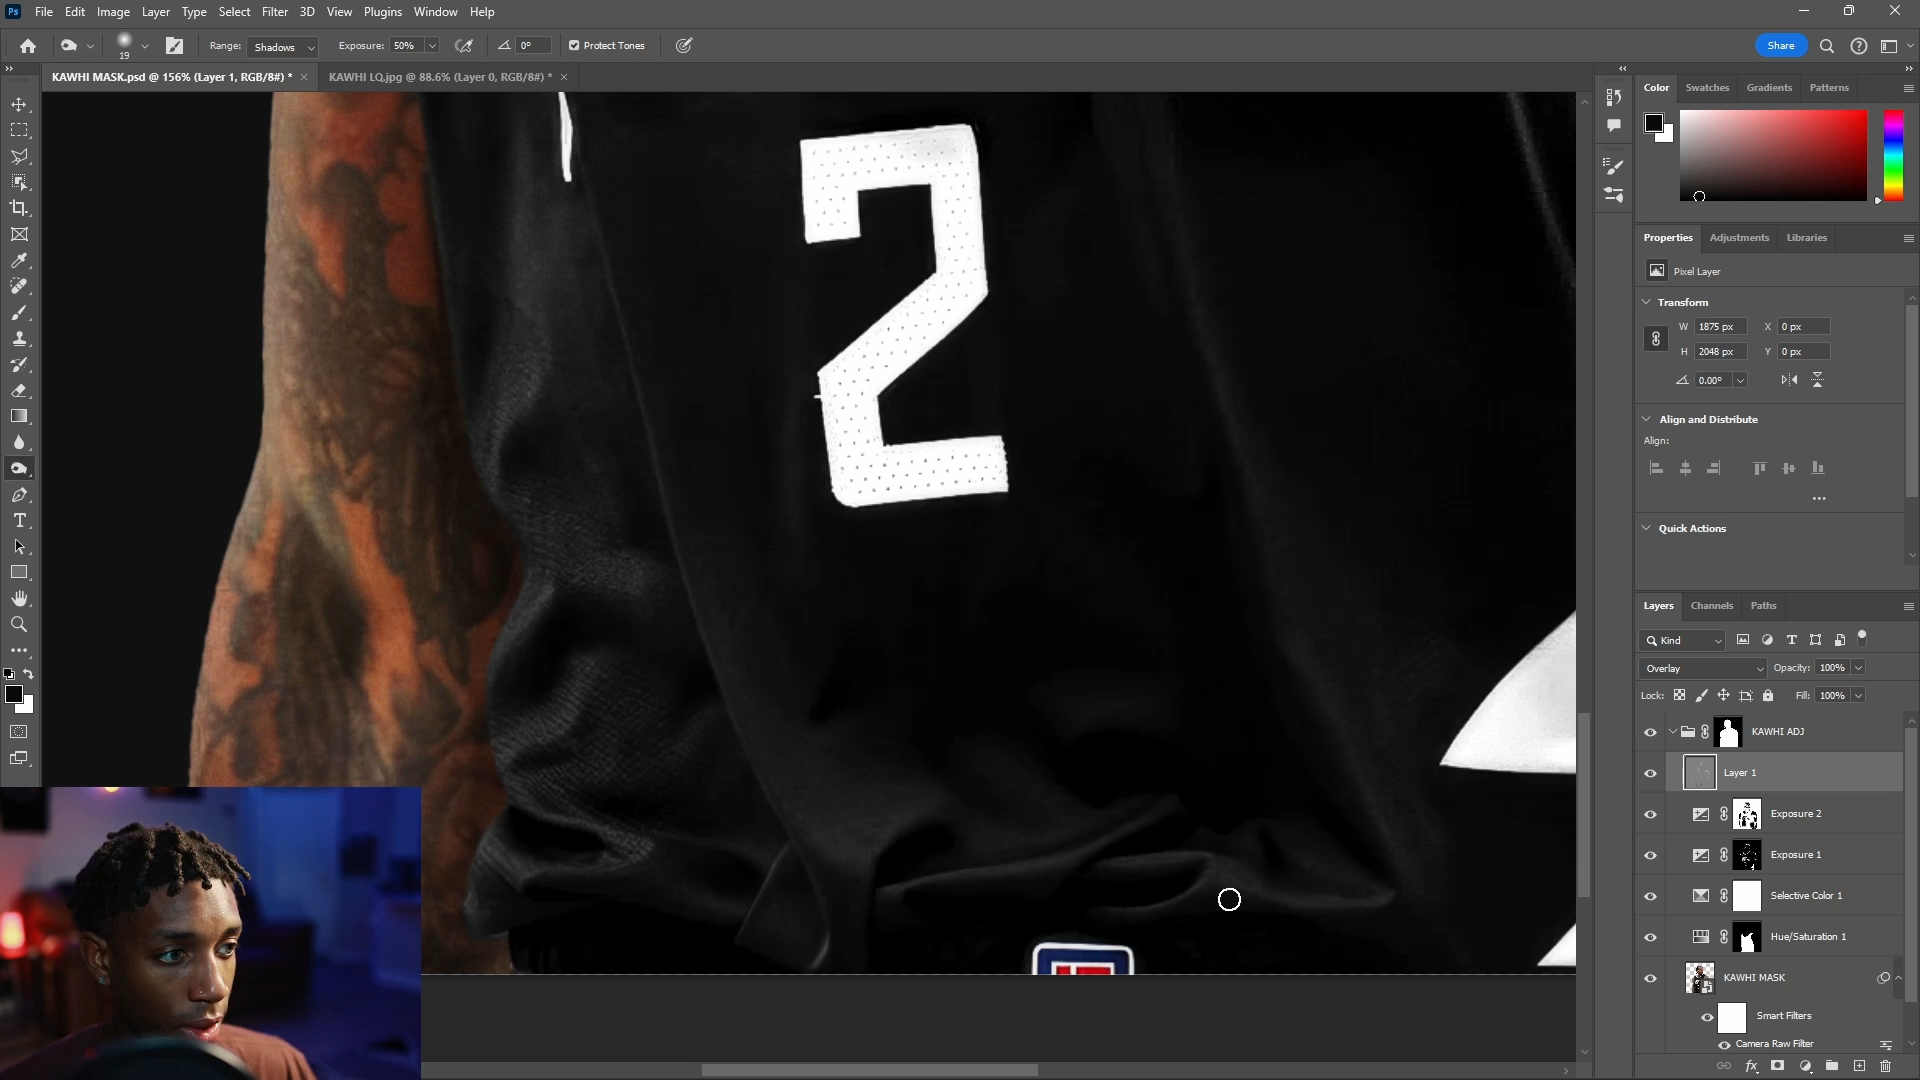 Ps File Edit Image Layer Type Select Filter 3D View Plugins Window Help
19 Range: Shadows Exposure: 50% 0° Protect Tones Share
KAWHI MASK.psd @ 156% (Layer 1, RGB/8#) * KAWHI LQ.jpg @ 88.6% (Layer 0, RGB/8#) *
2
Color Swatches Gradients Patterns
Properties Adjustments Libraries
Pixel Layer
Transform
W 1875 px X 0 px
H 2048 px Y 0 px
0.00°
Align and Distribute
Align:
Quick Actions
Layers Channels Paths
Kind
Overlay Opacity: 100%
Lock: Fill: 100%
KAWHI ADJ
Layer 1
Exposure 2
Exposure 1
Selective Color 1
Hue/Saturation 1
KAWHI MASK
Smart Filters
Camera Raw Filter
fx